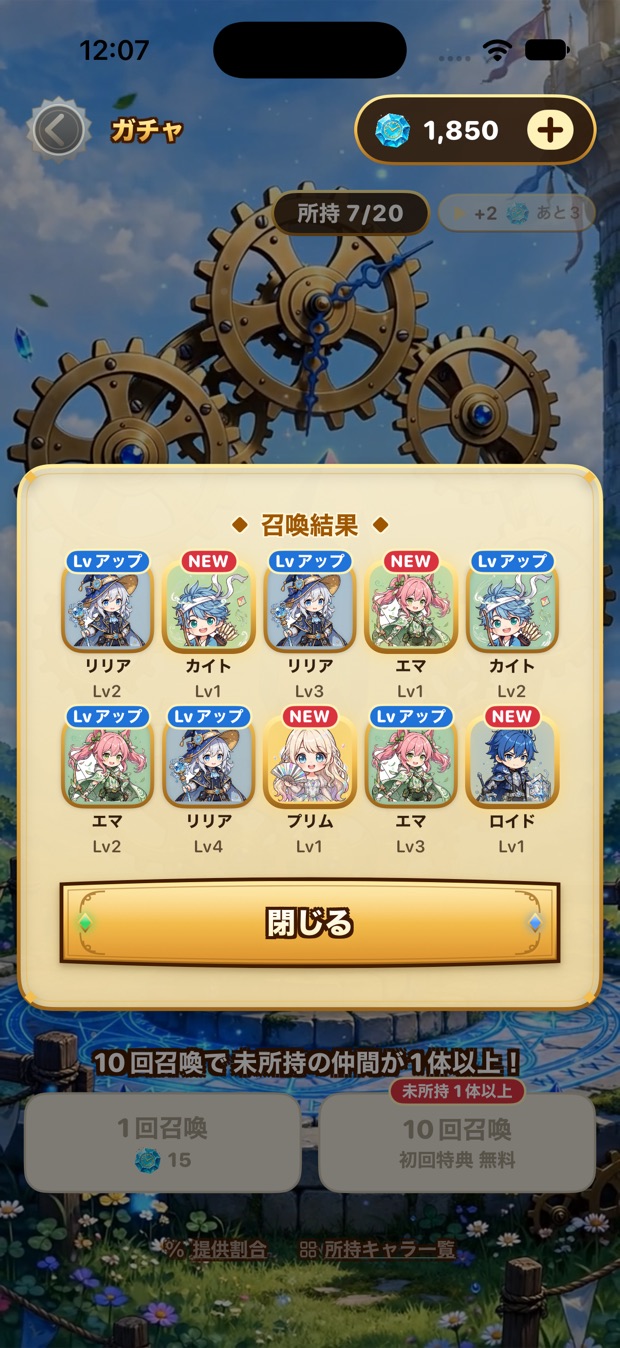 12:07
ガチャ
1,850
所持 7/20
+2 あと3
召喚結果
Lvアップ NEW Lvアップ NEW Lvアップ
リリア カイト リリア エマ カイト
Lv2 Lv1 Lv3 Lv1 Lv2
Lvアップ Lvアップ NEW Lvアップ NEW
エマ リリア プリム エマ ロイド
Lv2 Lv4 Lv1 Lv3 Lv1
閉じる
10回召喚で 未所持の仲間が 1体以上!
未所持 1体以上
1回召喚
15
10回召喚
初回特典 無料
% 提供割合
所持キャラ一覧